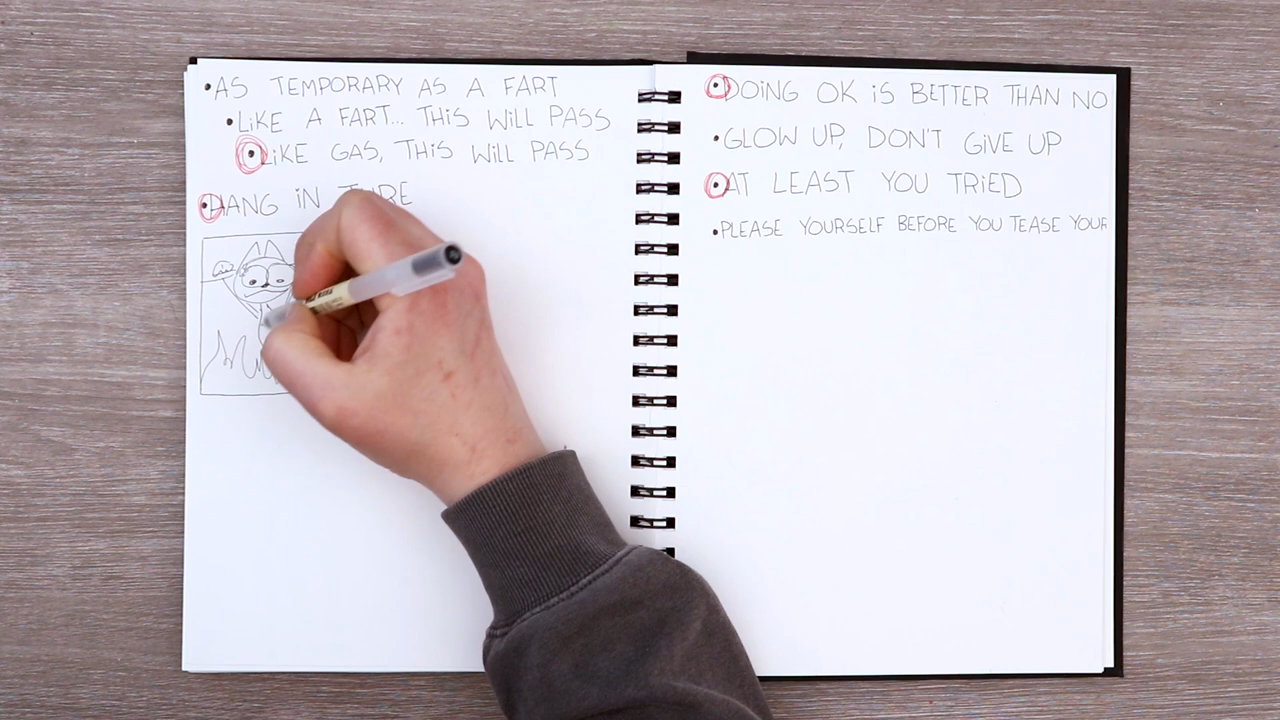 • AS TEMPORARY AS A FART
• LiKE A FART... THiS WiLL PASS
• LiKE GAS, THiS WiLL PASS
• HANG iN
• DOiNG OK iS BETTER THAN NO
• GLOW UP, DON'T GiVE UP
• AT LEAST YOU TRiED
• PLEASE YOURSELF BEFORE YOU TEASE YOUR